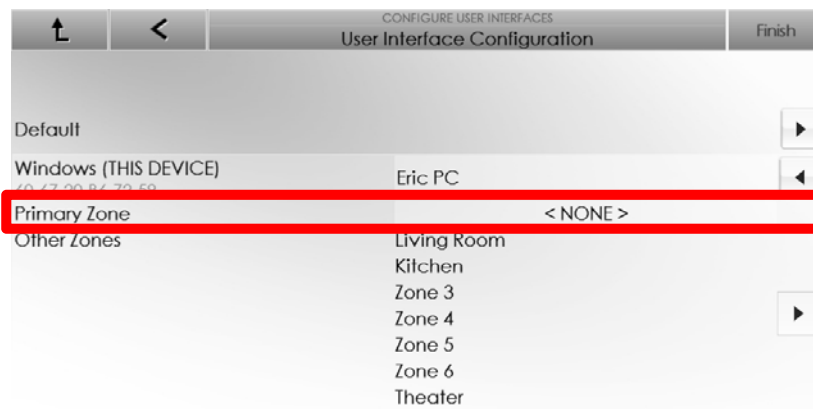 CONFIGURE USER INTERFACES
User Interface Configuration
Finish
Default
Windows (THIS DEVICE)
Eric PC
Primary Zone
< NONE >
Other Zones
Living Room
Kitchen
Zone 3
Zone 4
Zone 5
Zone 6
Theater